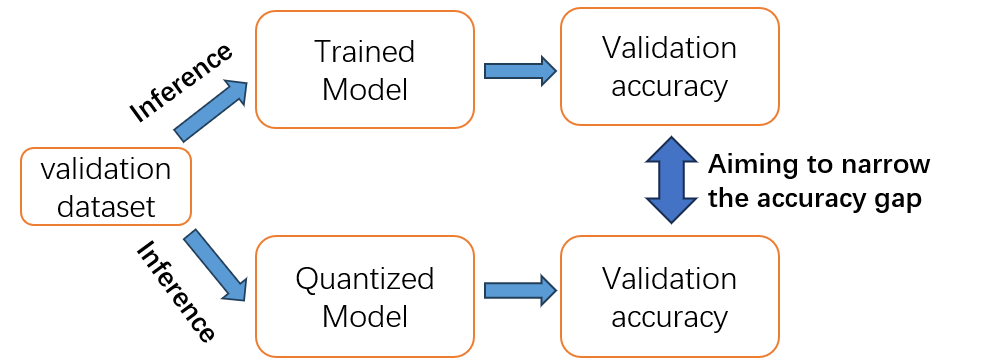 Inference
Trained
Model
Validation
accuracy
validation
dataset
Aiming to narrow
the accuracy gap
Inference
Quantized
Model
Validation
accuracy